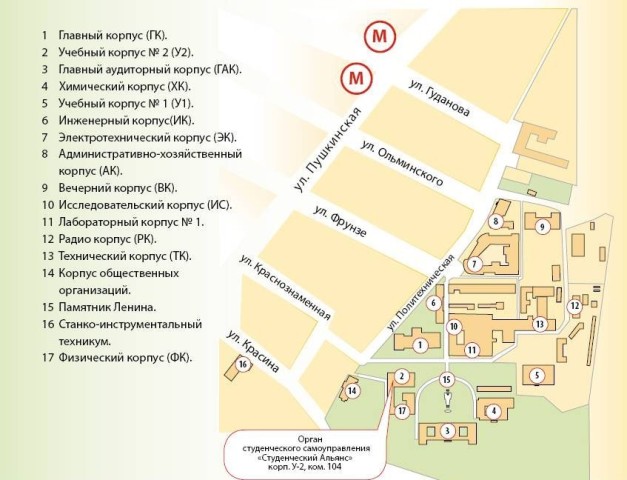 1 Главный корпус (ГК).
2 Учебный корпус № 2 (У2).
3 Главный аудиторный корпус (ГАК).
4 Химический корпус (ХК).
5 Учебный корпус № 1 (У1).
6 Инженерный корпус(ИК).
7 Электротехнический корпус (ЭК).
8 Административно-хозяйственный
корпус (АК).
9 Вечерний корпус (ВК).
10 Исследовательский корпус (ИС).
11 Лабораторный корпус № 1.
12 Радио корпус (РК).
13 Технический корпус (ТК).
14 Корпус общественных
организаций.
15 Памятник Ленина.
16 Станко-инструментальный
техникум.
17 Физический корпус (ФК).
М
М
ул. Гуданова
ул. Пушкинская
ул. Ольминского
ул. Фрунзе
ул. Краснознаменная
ул. Политехническая
ул. Красина
8
9
7
6
10
12
13
1
11
16
14
2
15
5
17
4
3
Орган
студенческого самоуправления
«Студенческий Альянс»
корп. У-2, ком. 104